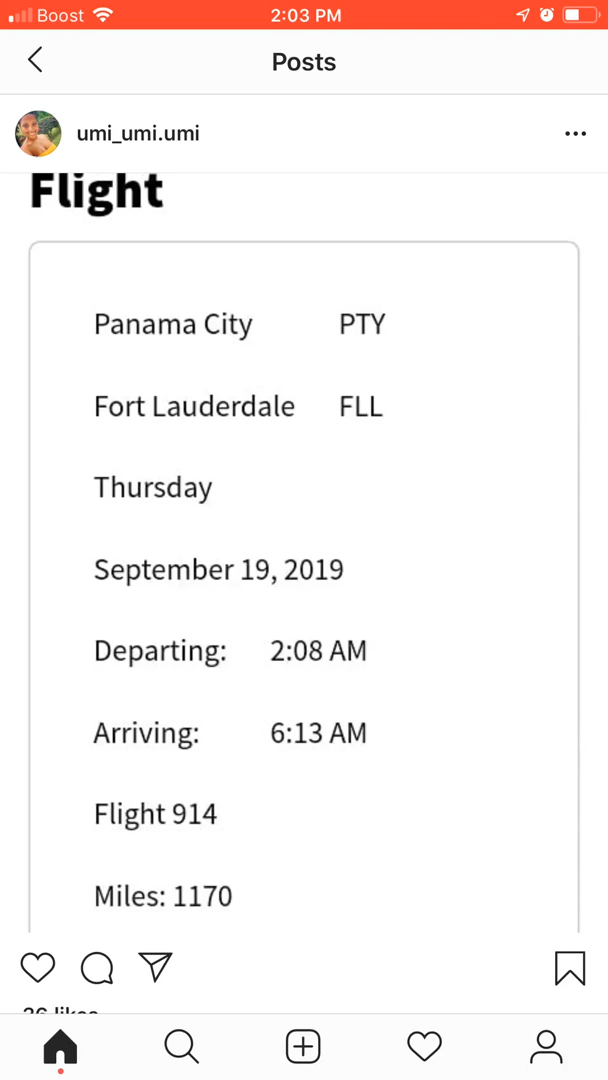 Boost 2:03 PM
Posts
umi_umi.umi
Flight
Panama City PTY
Fort Lauderdale FLL
Thursday
September 19, 2019
Departing: 2:08 AM
Arriving: 6:13 AM
Flight 914
Miles: 1170